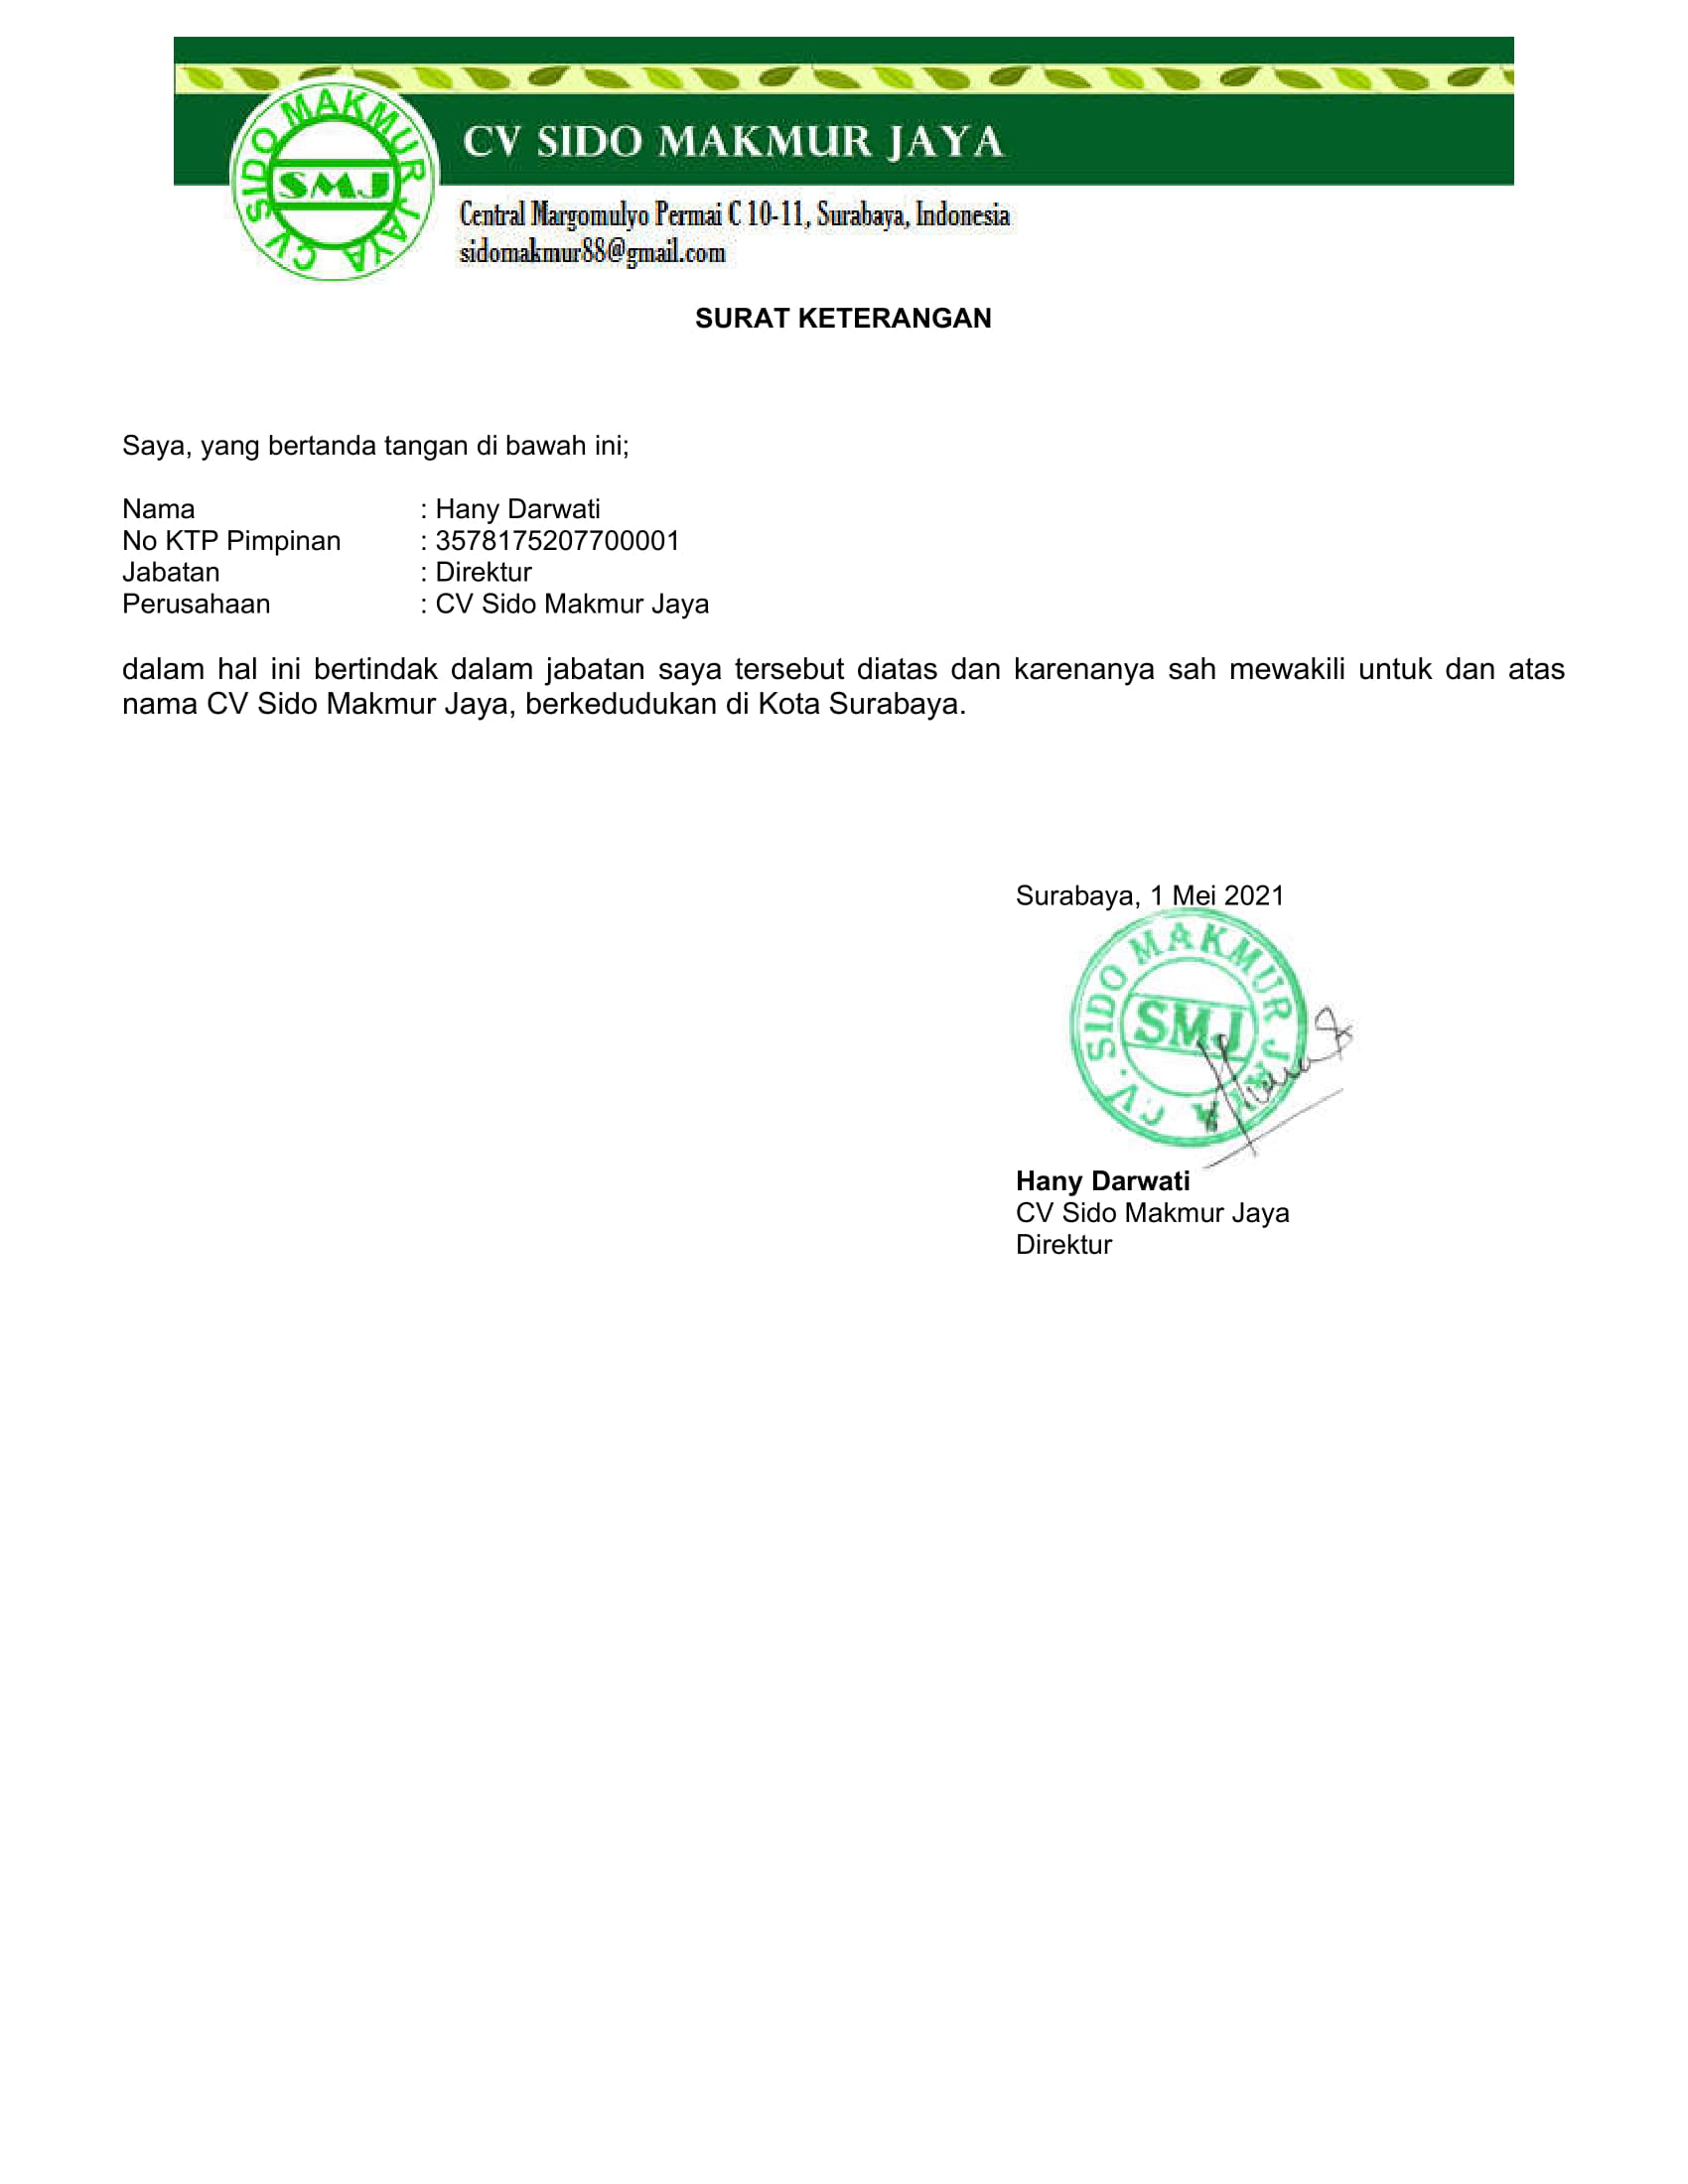 CV SIDO MAKMUR JAYA
SMJ
CV SIDO MAKMUR JAYA
Central Margomulyo Permai C 10-11, Surabaya, Indonesia
sidomakmur88@gmail.com
SURAT KETERANGAN
Saya, yang bertanda tangan di bawah ini;
Nama : Hany Darwati
No KTP Pimpinan : 3578175207700001
Jabatan : Direktur
Perusahaan : CV Sido Makmur Jaya
dalam hal ini bertindak dalam jabatan saya tersebut diatas dan karenanya sah mewakili untuk dan atas
nama CV Sido Makmur Jaya, berkedudukan di Kota Surabaya.
Surabaya, 1 Mei 2021
CV. SIDO MAKMUR JAYA
SMJ
Hany Darwati
CV Sido Makmur Jaya
Direktur